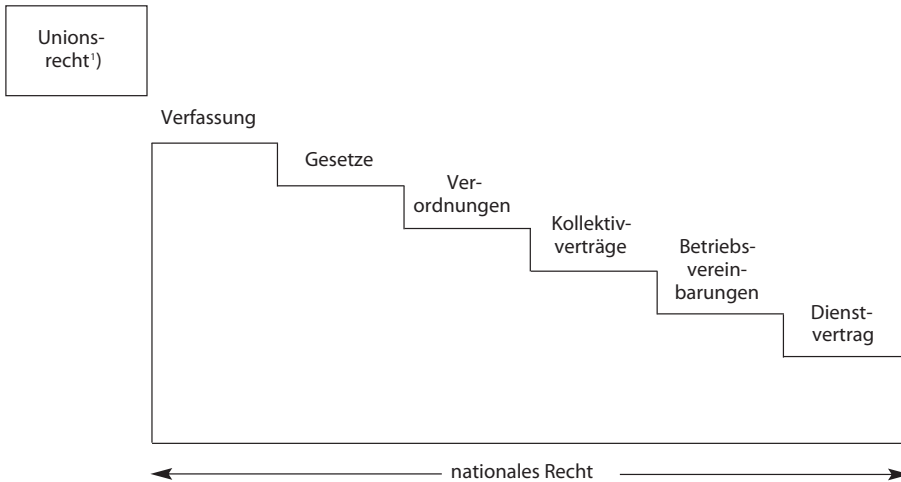 Unions-
recht¹)
Verfassung
Gesetze
Ver-
ordnungen
Kollektiv-
verträge
Betriebs-
verein-
barungen
Dienst-
vertrag
nationales Recht